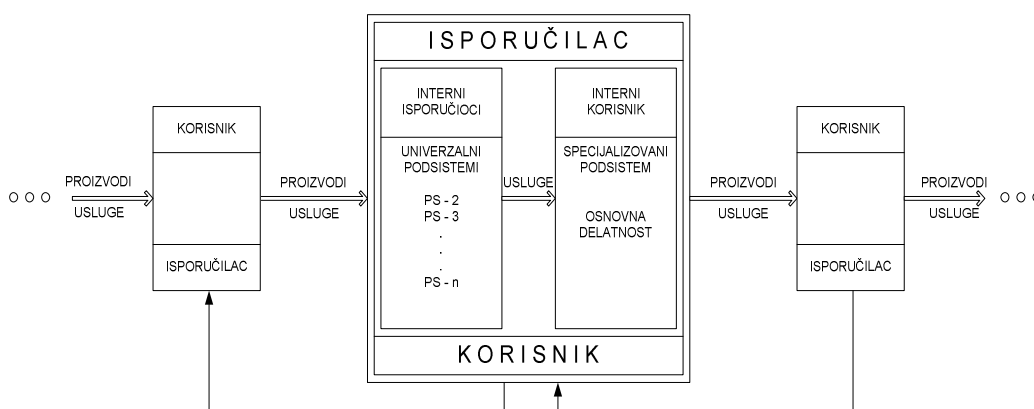 ISPORUČILAC
INTERNI
ISPORUČIOCI
UNIVERZALNI
PODSISTEMI
PS - 2
PS - 3
.
.
.
PS - n
USLUGE
INTERNI
KORISNIK
SPECIJALIZOVANI
PODSISTEM
OSNOVNA
DELATNOST
KORISNIK
PROIZVODI
USLUGE
KORISNIK
ISPORUČILAC
PROIZVODI
USLUGE
PROIZVODI
USLUGE
KORISNIK
ISPORUČILAC
PROIZVODI
USLUGE